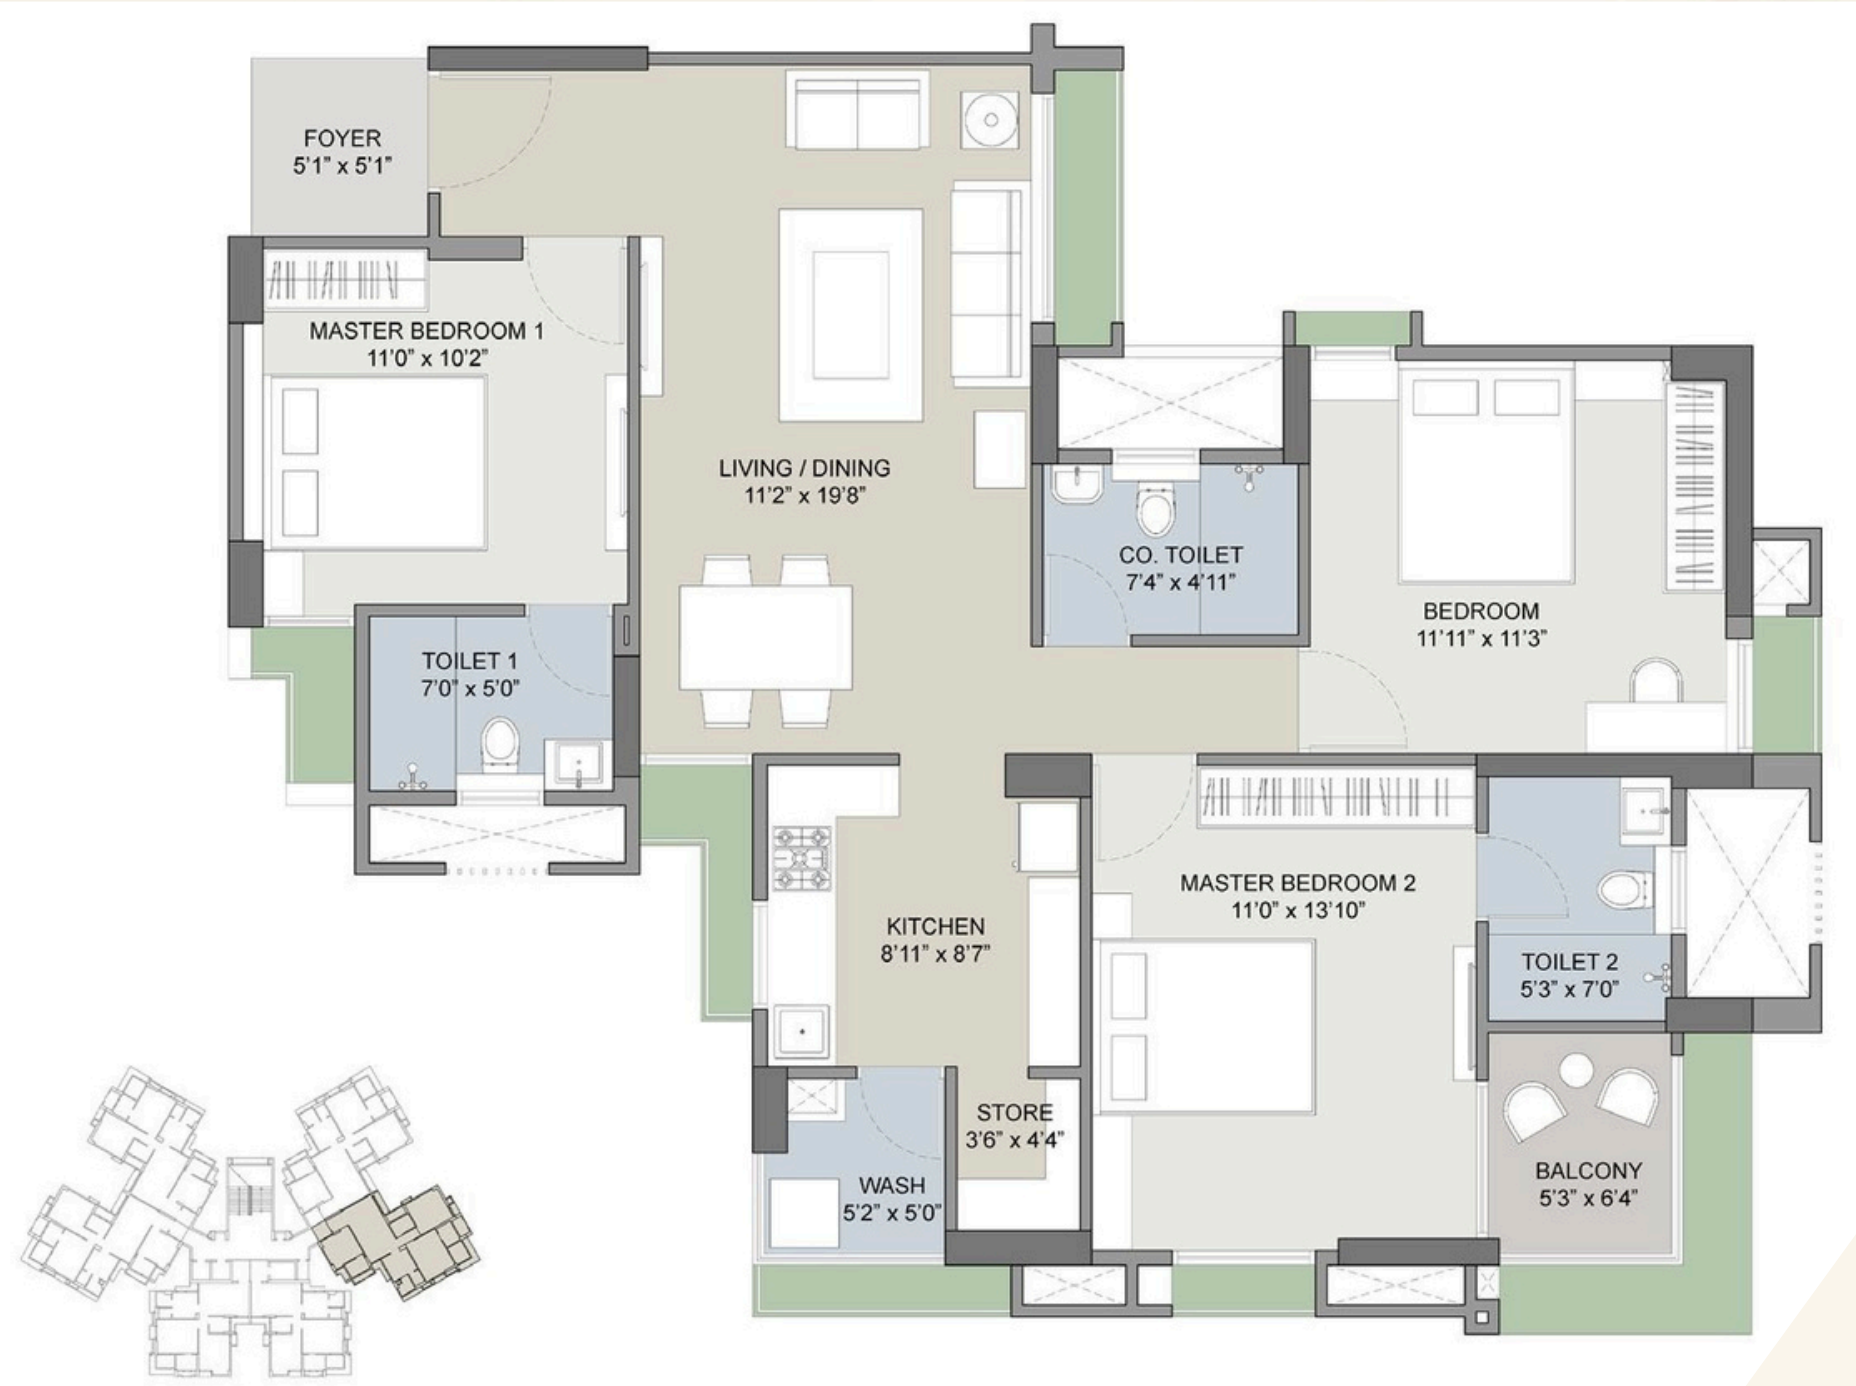 FOYER
5'1” x 5'1”
MASTER BEDROOM 1
11'0” x 10'2”
LIVING / DINING
11'2” x 19'8”
CO. TOILET
7'4” x 4'11”
BEDROOM
11'11” x 11'3”
TOILET 1
7'0” x 5'0”
MASTER BEDROOM 2
11'0” x 13'10”
KITCHEN
8'11” x 8'7”
TOILET 2
5'3” x 7'0”
STORE
3'6” x 4'4”
WASH
5'2” x 5'0”
BALCONY
5'3” x 6'4”